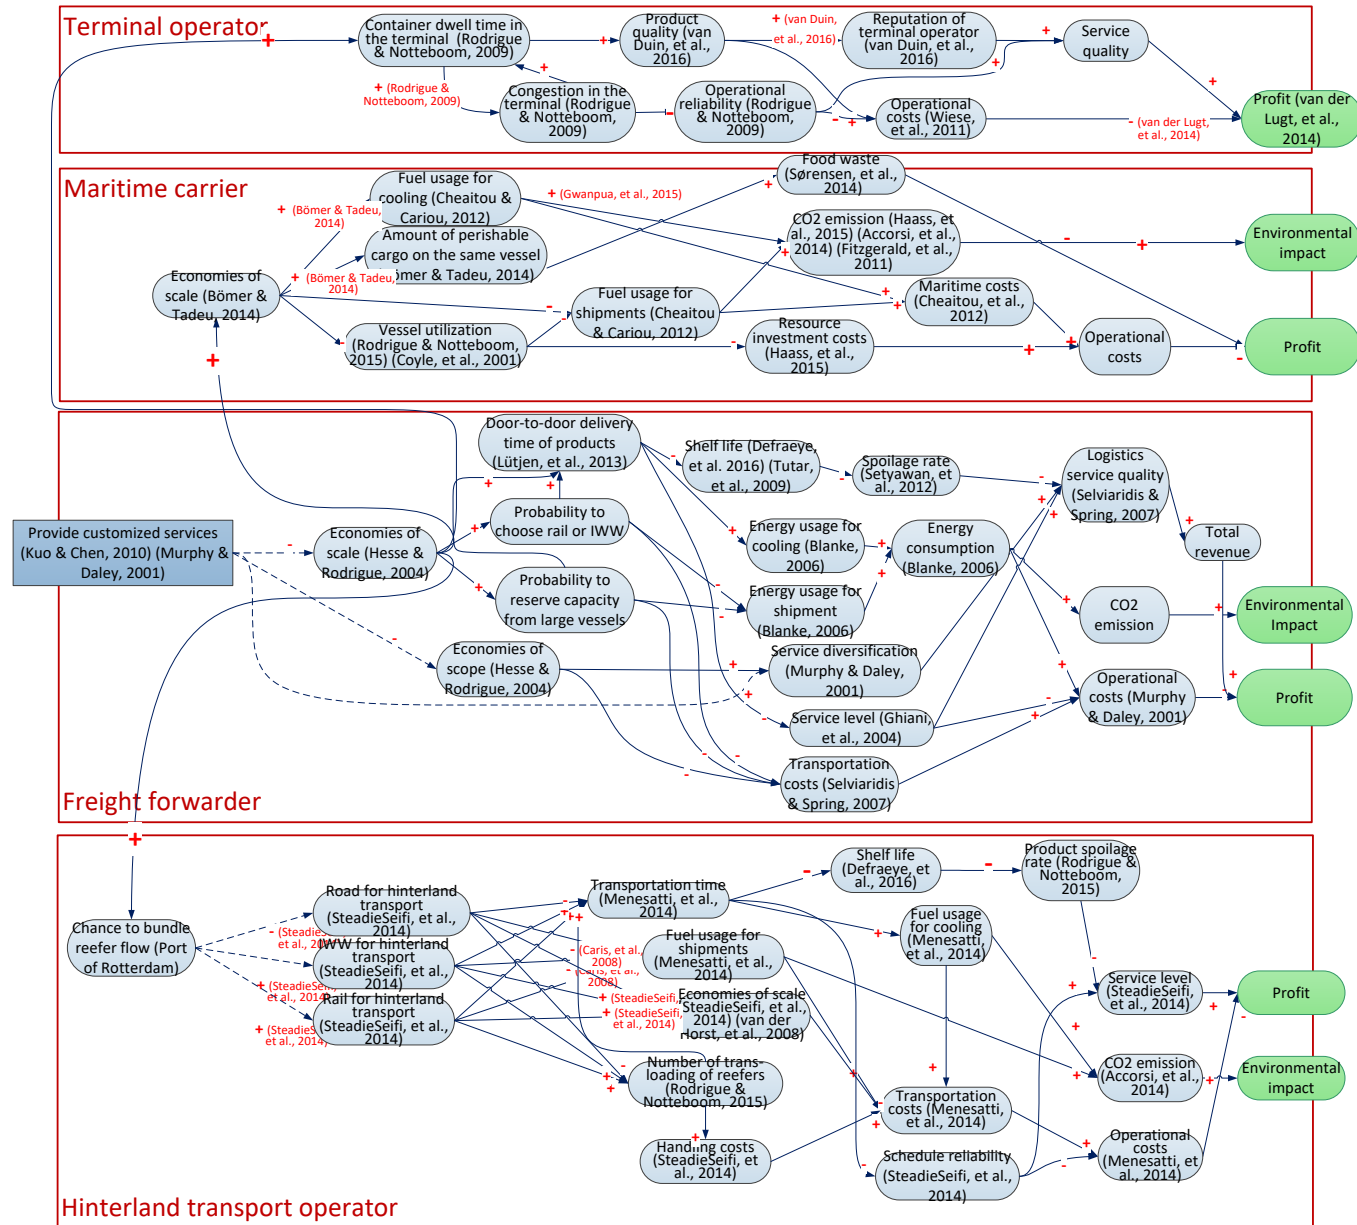 Terminal operator
Container dwell time in
the terminal (Rodrigue
& Notteboom, 2009)
+
+
Product
quality (van
Duin, et al.,
2016)
+ (van Duin,
et al., 2016)
Reputation of
terminal operator
(van Duin, et al.,
2016)
+
Service
quality
+
+ (Rodrigue &
Notteboom, 2009)
+
Congestion in the
terminal (Rodrigue
& Notteboom,
2009)
-
Operational
reliability (Rodrigue
& Notteboom, 2009)
+
- +
Operational
costs (Wiese,
et al., 2011)
- (van der Lugt,
et al., 2014)
Profit (van der
Lugt, et al.,
2014)
Maritime carrier
Fuel usage for
cooling (Cheaitou &
Cariou, 2012)
+ (Bömer & Tadeu,
2014)
+ (Gwanpua, et al., 2015)
+
Food waste
(Sørensen, et al.,
2014)
Amount of perishable
cargo on the same vessel
ömer & Tadeu, 2014)
+ (Bömer & Tadeu,
2014)
-
+
CO2 emission (Haass, et
al., 2015) (Accorsi, et al.,
2014) (Fitzgerald, et al.,
2011)
-
+
Environmental
impact
Economies of
scale (Bömer &
Tadeu, 2014)
-
-
Fuel usage for
shipments (Cheaitou
& Cariou, 2012)
+
+
Maritime costs
(Cheaitou, et al.,
2012)
-
Vessel utilization
(Rodrigue & Notteboom,
2015) (Coyle, et al., 2001)
-
Resource
investment costs
(Haass, et al.,
2015)
+
+
Operational
costs
-
Profit
+
Door-to-door delivery
time of products
(Lütjen, et al., 2013)
-
Shelf life (Defraeye,
et al. 2016) (Tutar,
et al., 2009)
-
Spoilage rate
(Setyawan, et
al., 2012)
-
Logistics
service quality
(Selviaridis &
Spring, 2007)
+
+
+
+
+
Total
revenue
Provide customized services
(Kuo & Chen, 2010) (Murphy &
Daley, 2001)
-
Economies of
scale (Hesse &
Rodrigue, 2004)
+
Probability to
choose rail or IWW
+
Energy usage for
cooling (Blanke,
2006)
+
Energy
consumption
(Blanke, 2006)
+
Probability to
reserve capacity
from large vessels
-
-
Energy usage for
shipment
(Blanke, 2006)
+
+
CO2
emission
+
Environmental
Impact
-
Economies of
scope (Hesse &
Rodrigue, 2004)
+
Service diversification
(Murphy & Daley,
2001)
+
Operational
costs (Murphy
& Daley, 2001)
-
+
Profit
+
-
Service level (Ghiani,
et al., 2004)
-
+
-
-
-
Transportation
costs (Selviaridis
& Spring, 2007)
Freight forwarder
+
Chance to bundle
reefer flow (Port
of Rotterdam)
Road for hinterland
transport
(SteadieSeifi, et al.,
2014)
IWW for hinterland
transport
(SteadieSeifi, et al.,
2014)
+ (SteadieSeifi,
et al., 2014)
Rail for hinterland
transport
(SteadieSeifi, et al.,
2014)
et al., 2014)
-
-
+
++
Transportation time
(Menesatti, et al.,
2014)
-
Shelf life
(Defraeye, et
al., 2016)
-
Product spoilage
rate (Rodrigue &
Notteboom,
2015)
- (Caris, et al.,
2008)
Fuel usage for
shipments
(Menesatti, et al.,
2014)
+
Fuel usage
for cooling
(Menesatti,
et al., 2014)
-
+ (SteadieSeifi,
+ (SteadieSeifi,
et al., 2014)
Economies of scale
SteadieSeifi, et al.,
2014) (van der
Horst, et al., 2008)
+
Service level
(SteadieSeifi,
et al., 2014)
+
-
Profit
-
+
+
Number of trans-
loading of reefers
(Rodrigue &
Notteboom, 2015)
+
+
+
+
CO2 emission
(Accorsi, et al.,
2014)
+
Environmental
impact
-
+
Transportation
costs (Menesatti,
et al., 2014)
+
Handing costs
(SteadieSeifi, et
al., 2014)
+
-
Operational
costs
(Menesatti, et
al., 2014)
-
Schedule reliability
(SteadieSeifi, et al.,
2014)
Hinterland transport operator